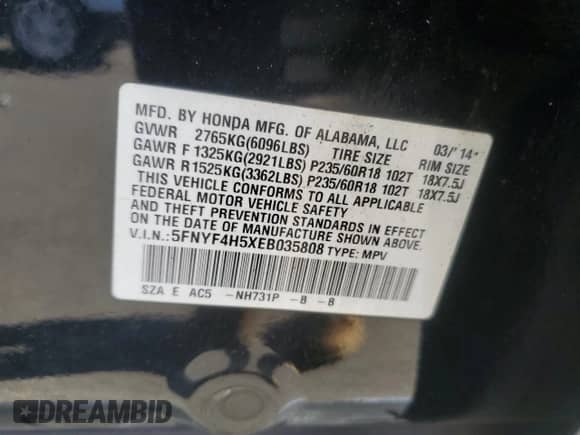 MFD. BY HONDA MFG. OF ALABAMA, LLC 03/'14
GVWR 2765KG(6096LBS) TIRE SIZE RIM SIZE
GAWR F 1325KG(2921LBS) P235/60R18 102T 18X7.5J
GAWR R1525KG(3362LBS) P235/60R18 102T 18X7.5J
THIS VEHICLE CONFORMS TO ALL APPLICABLE
FEDERAL MOTOR VEHICLE SAFETY
AND THEFT PREVENTION STANDARDS IN EFFECT
ON THE DATE OF MANUFACTURE SHOWN ABOVE.
V.I.N.:5FNYF4H5XEB035808 TYPE: MPV
SZA E AC5 -NH731P -8 -8
DREAMBID